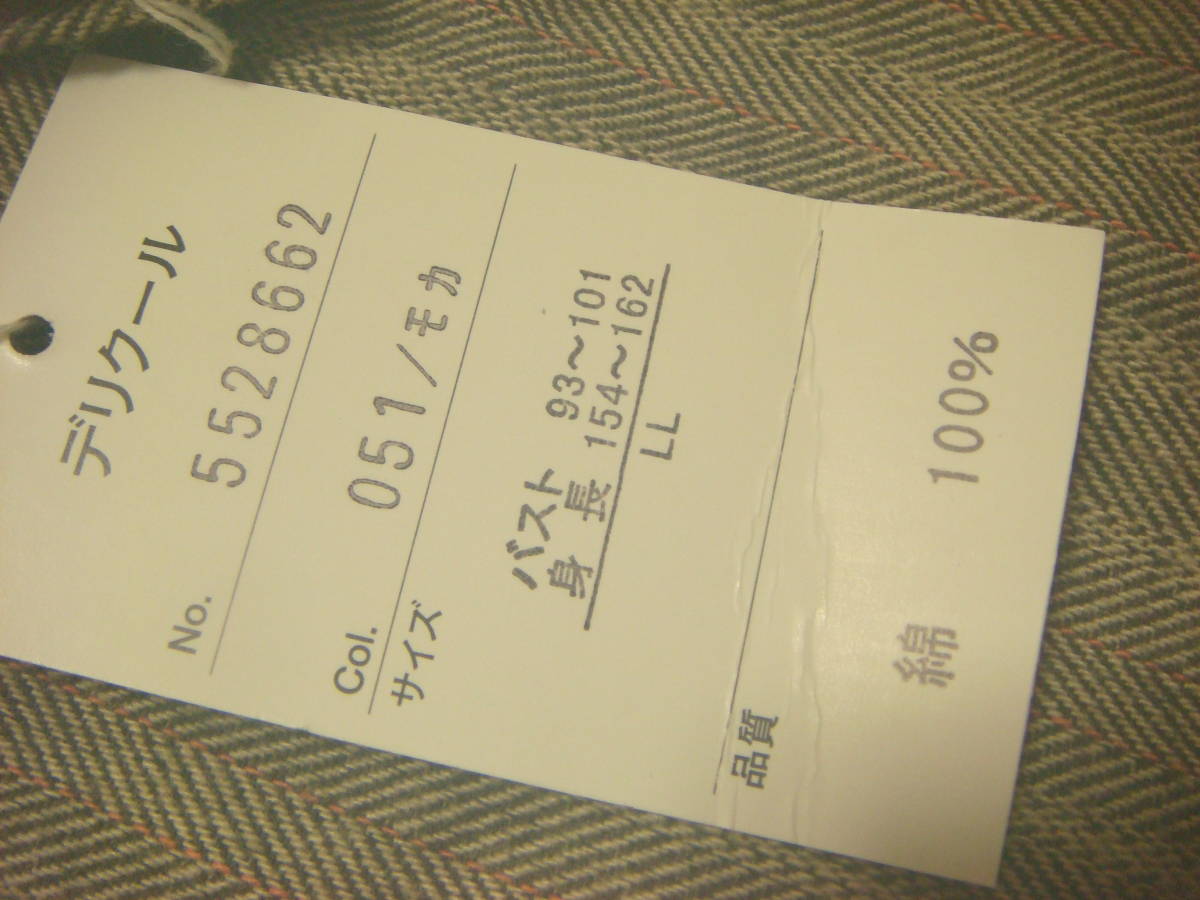 デリクール
No. 5528662
Col. 051/モカ
サイズ
バスト 93〜101
身長 154〜162
LL
品質
綿 100%